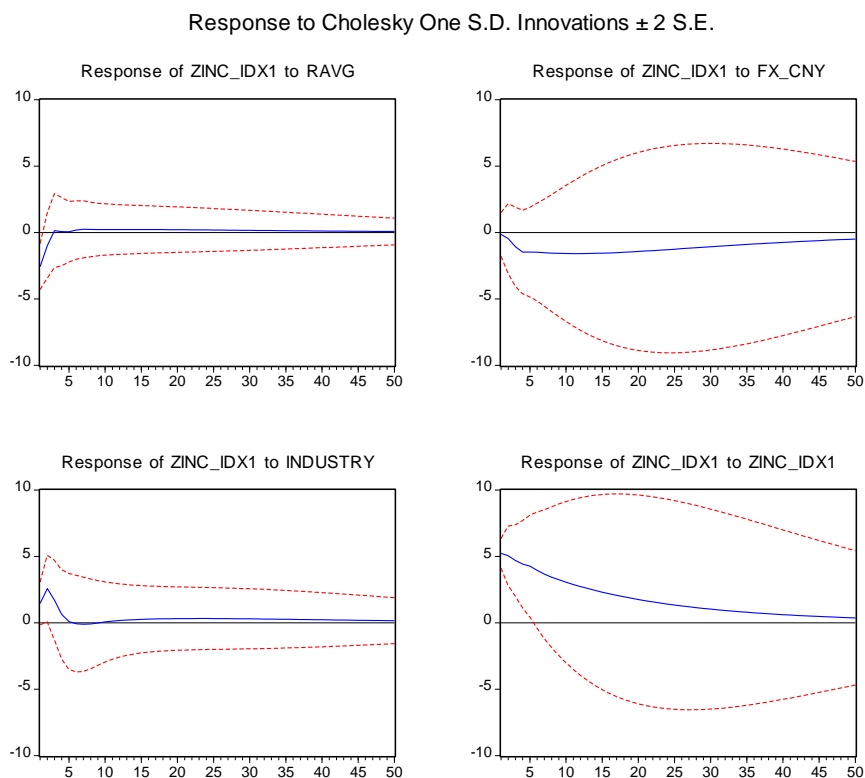 Response to Cholesky One S.D. Innovations ± 2 S.E.
Response of ZINC_IDX1 to RAVG
10
5
0
-5
-10
5 10 15 20 25 30 35 40 45 50
Response of ZINC_IDX1 to FX_CNY
10
5
0
-5
-10
5 10 15 20 25 30 35 40 45 50
Response of ZINC_IDX1 to INDUSTRY
10
5
0
-5
-10
5 10 15 20 25 30 35 40 45 50
Response of ZINC_IDX1 to ZINC_IDX1
10
5
0
-5
-10
5 10 15 20 25 30 35 40 45 50